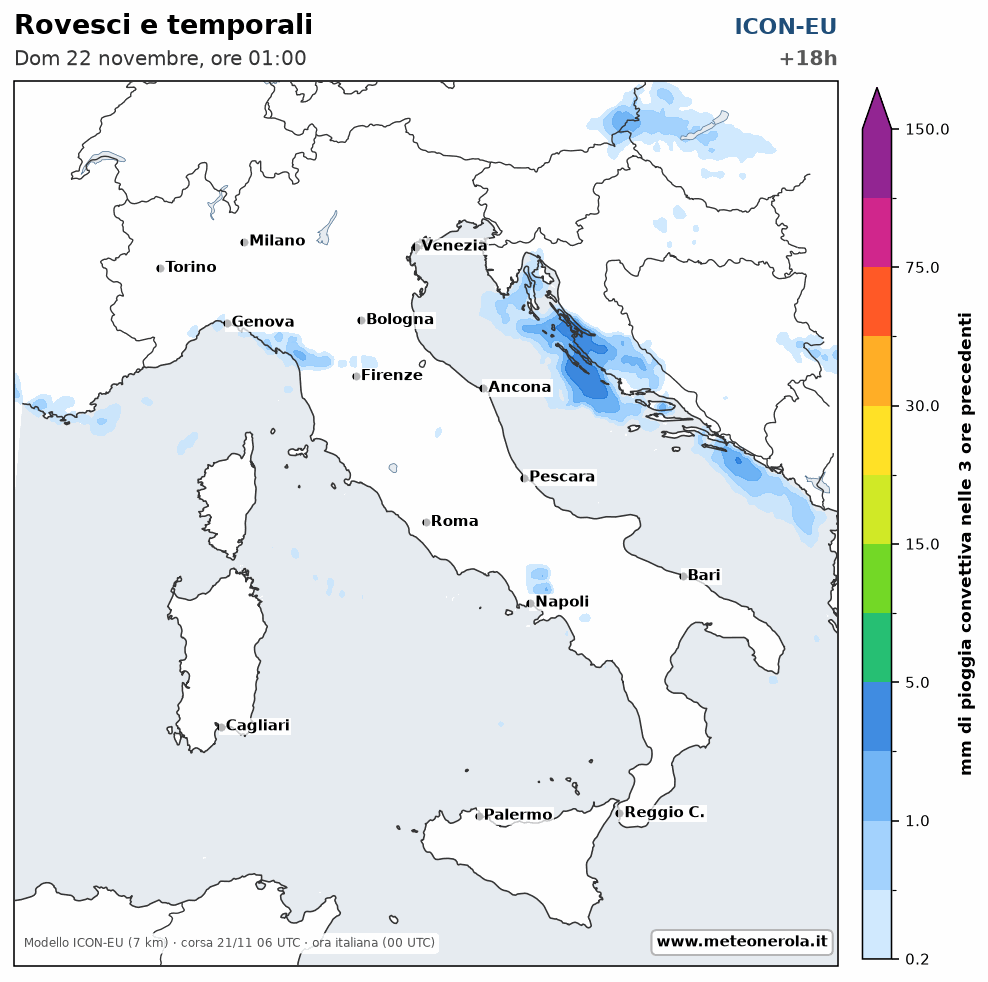 Rovesci e temporali
ICON-EU
Dom 22 novembre, ore 01:00
+18h
Milano
Venezia
Torino
Genova
Bologna
Firenze
Ancona
Pescara
Roma
Bari
Napoli
Cagliari
Palermo
Reggio C.
150.0
75.0
30.0
15.0
5.0
1.0
0.2
mm di pioggia convettiva nelle 3 ore precedenti
Modello ICON-EU (7 km) · corsa 21/11 06 UTC · ora italiana (00 UTC)
www.meteonerola.it